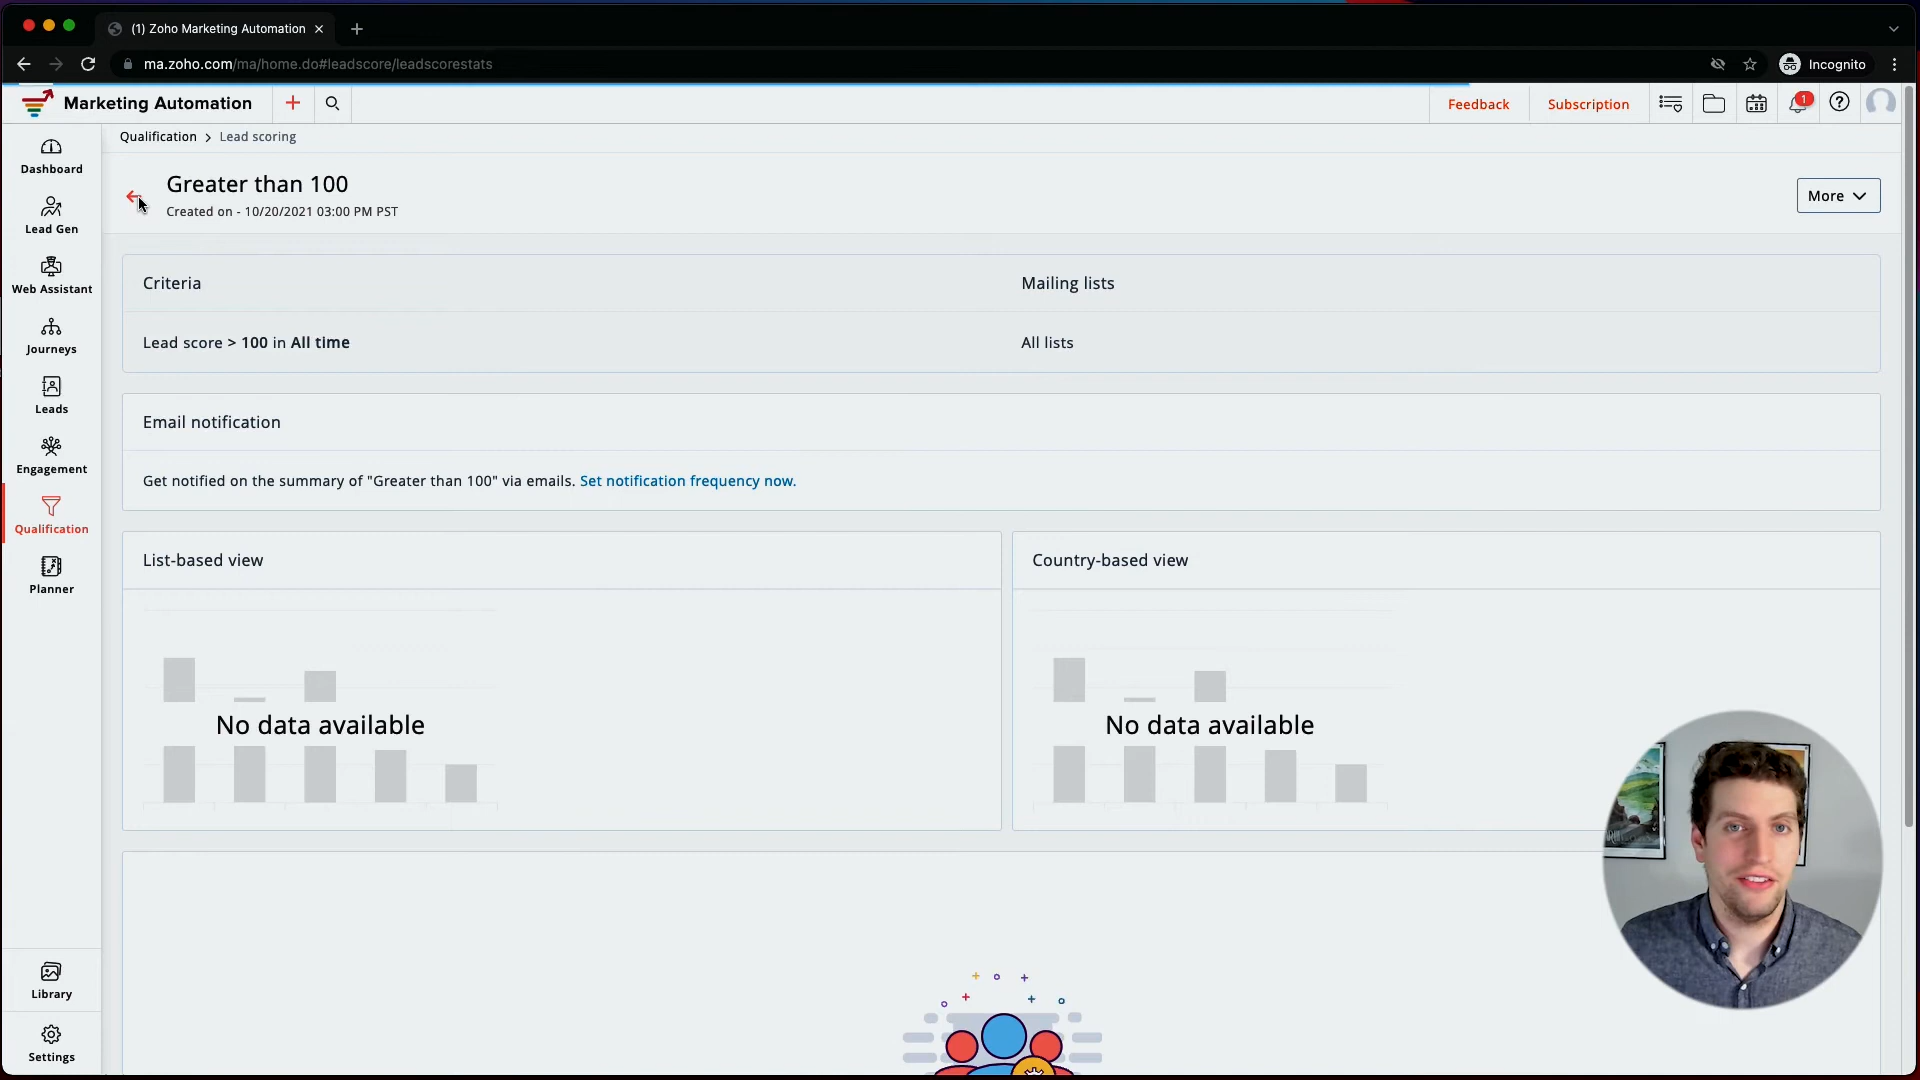 (1) Zoho Marketing Automation
ma.zoho.com/ma/home.do#leadscore/leadscorestats
Incognito
Marketing Automation
Feedback
Subscription
1
Qualification > Lead scoring
Dashboard
Lead Gen
Web Assistant
Journeys
Leads
Engagement
Qualification
Planner
Library
Settings
Greater than 100
Created on - 10/20/2021 03:00 PM PST
More
Criteria
Mailing lists
Lead score > 100 in All time
All lists
Email notification
Get notified on the summary of "Greater than 100" via emails. Set notification frequency now.
List-based view
Country-based view
No data available
No data available